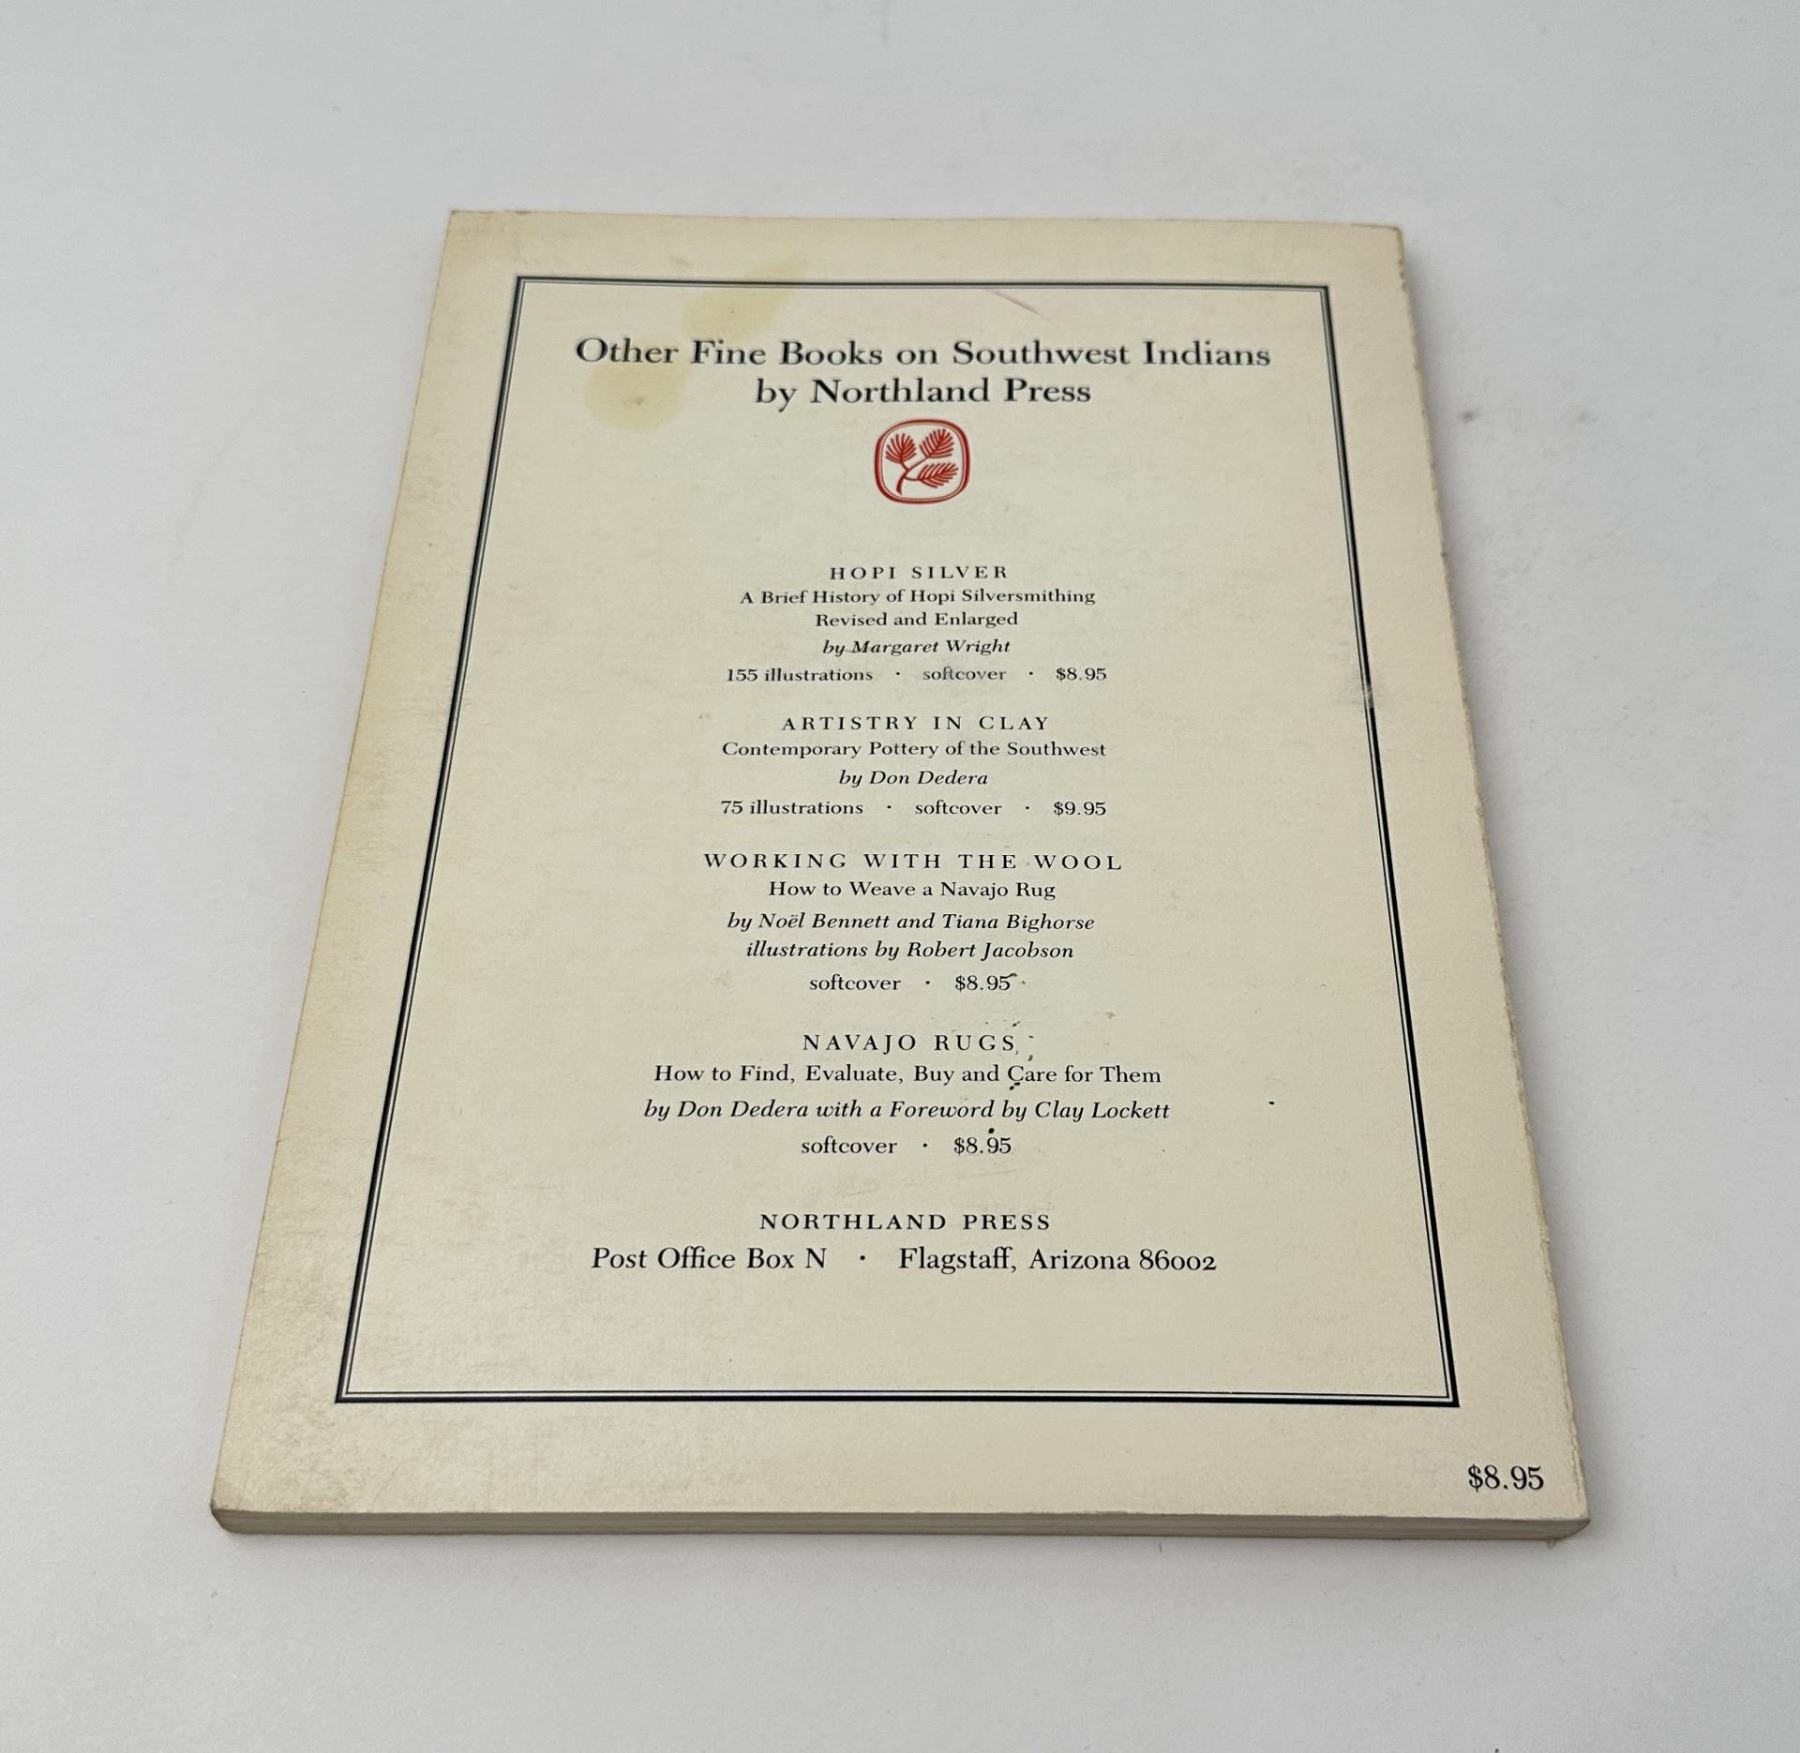 Other Fine Books on Southwest Indians
by Northland Press
HOPI SILVER
A Brief History of Hopi Silversmithing
Revised and Enlarged
by Margaret Wright
155 illustrations · softcover · $8.95
ARTISTRY IN CLAY
Contemporary Pottery of the Southwest
by Don Dedera
75 illustrations · softcover · $9.95
WORKING WITH THE WOOL
How to Weave a Navajo Rug
by Noël Bennett and Tiana Bighorse
illustrations by Robert Jacobson
softcover · $8.95
NAVAJO RUGS
How to Find, Evaluate, Buy and Care for Them
by Don Dedera with a Foreword by Clay Lockett
softcover · $8.95
NORTHLAND PRESS
Post Office Box N · Flagstaff, Arizona 86002
$8.95